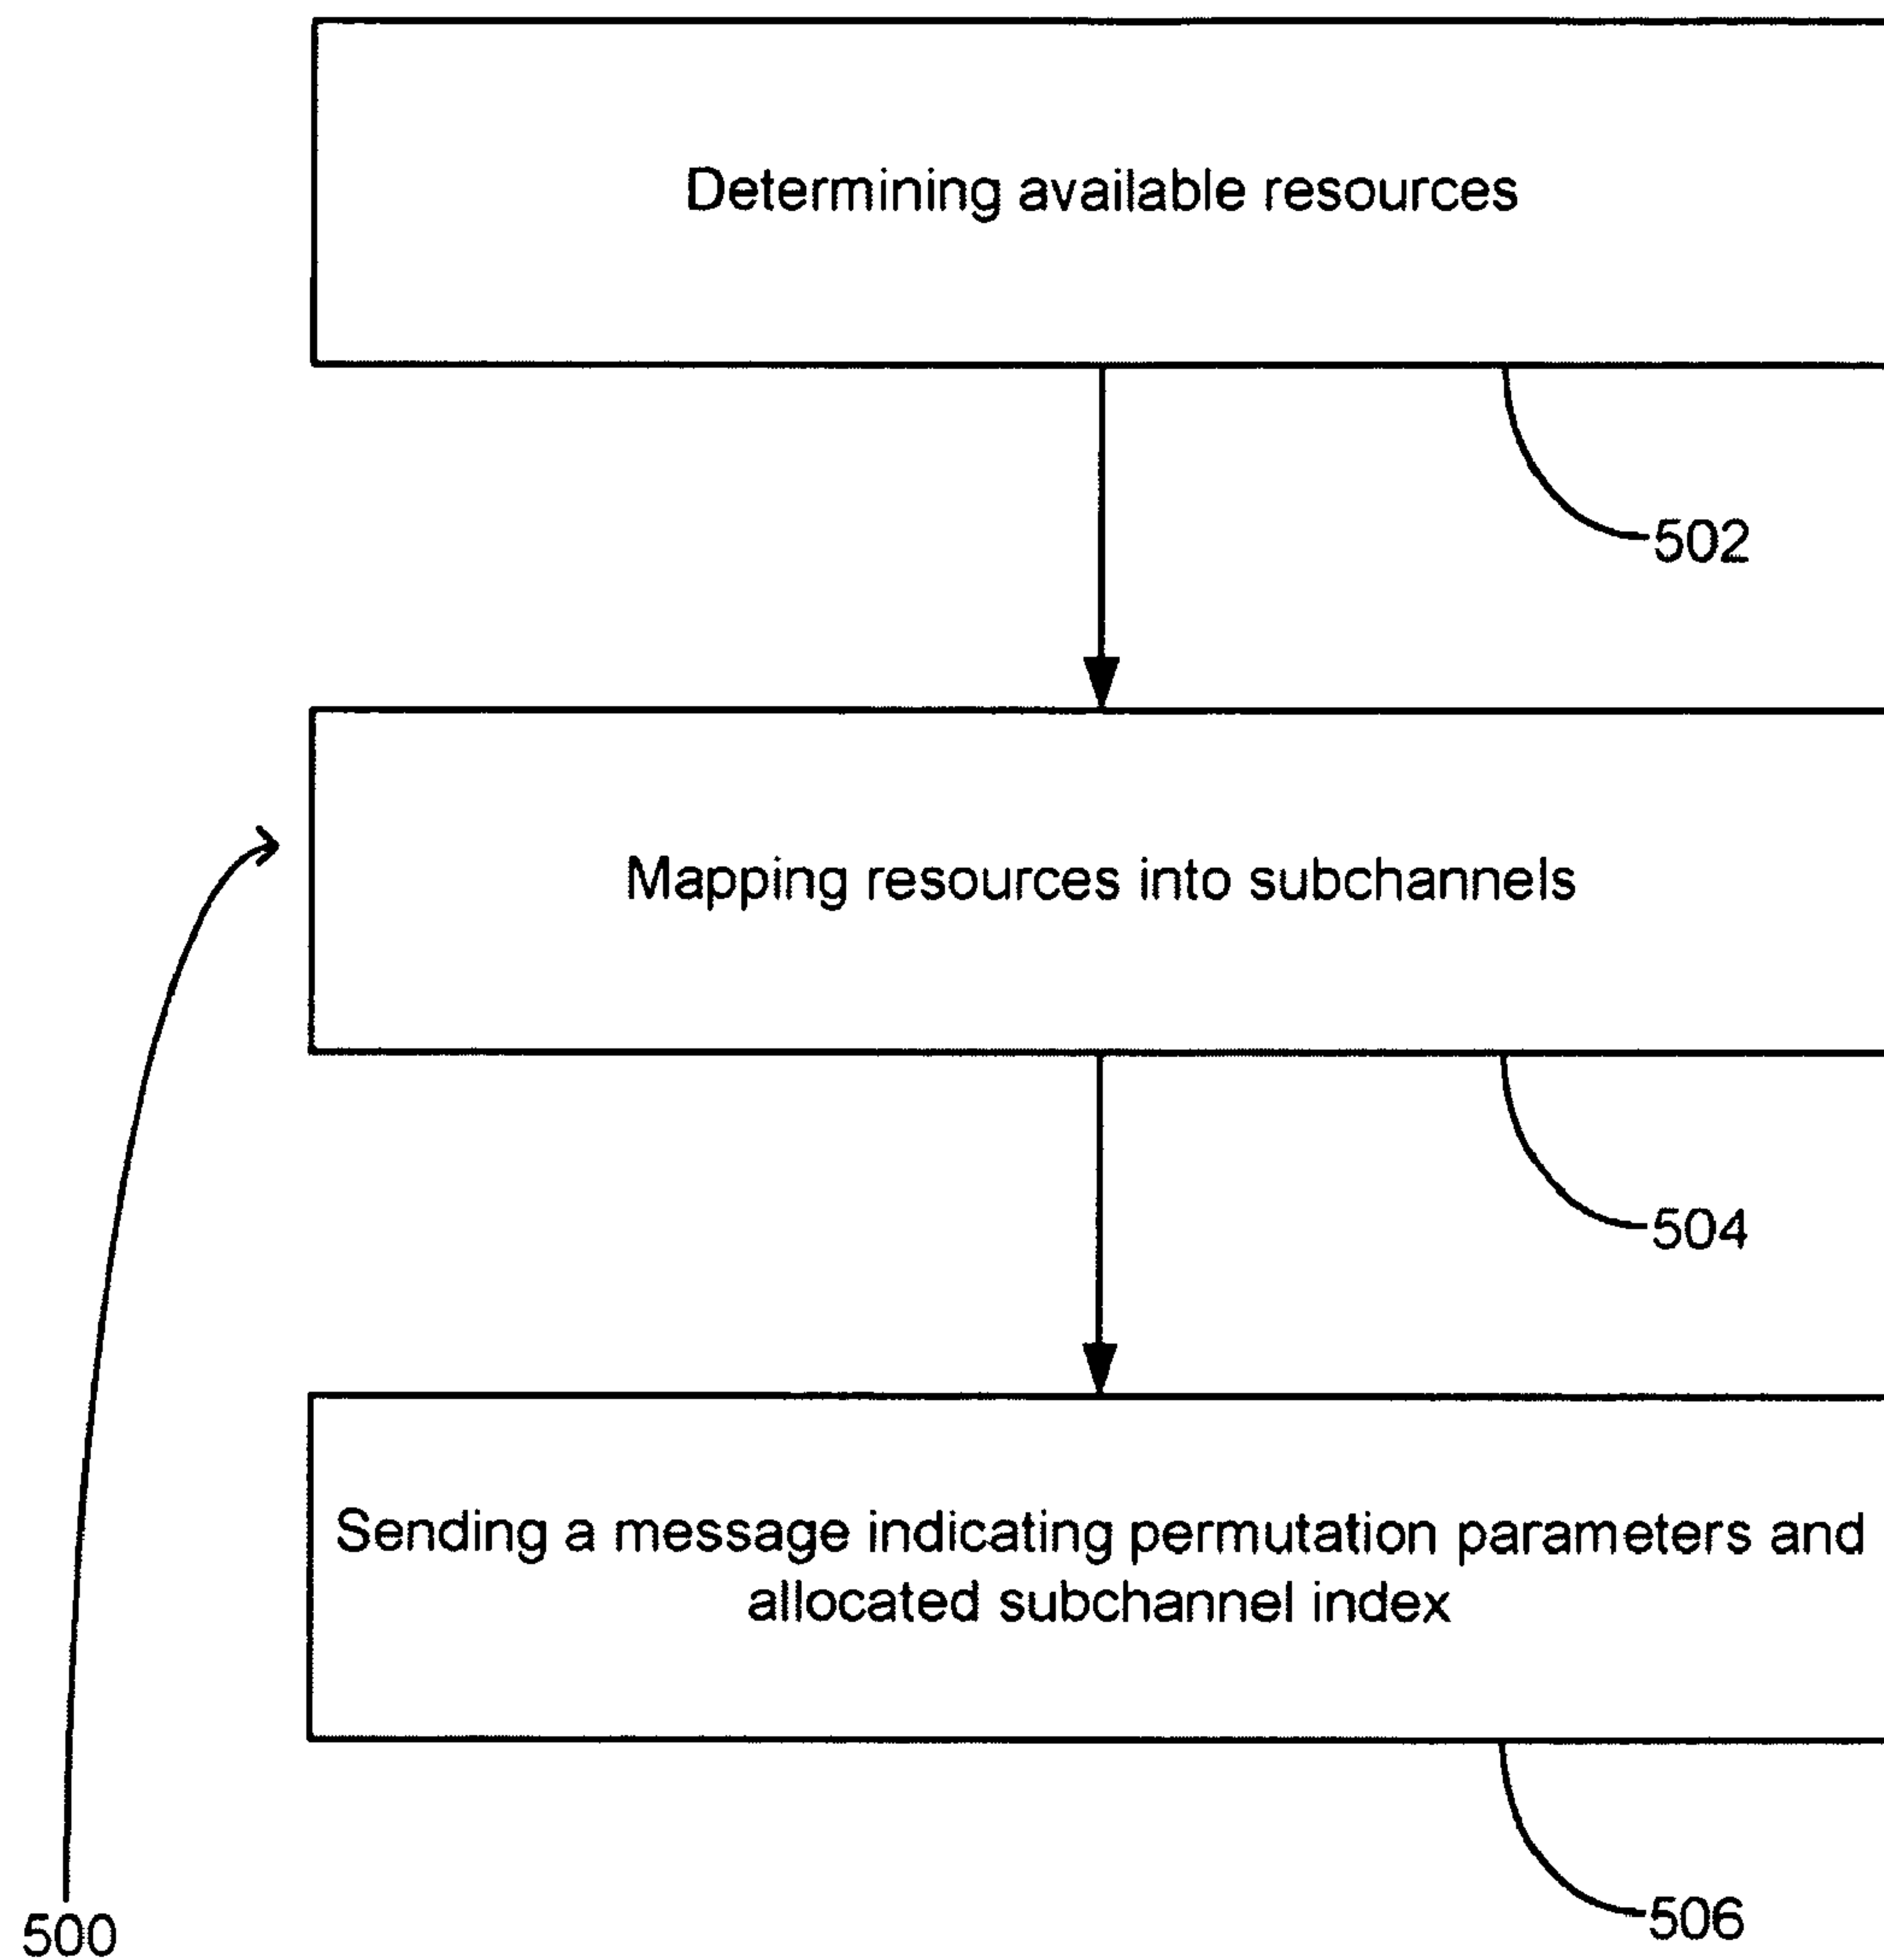 Determining available resources
502
Mapping resources into subchannels
504
Sending a message indicating permutation parameters and
allocated subchannel index
506
500